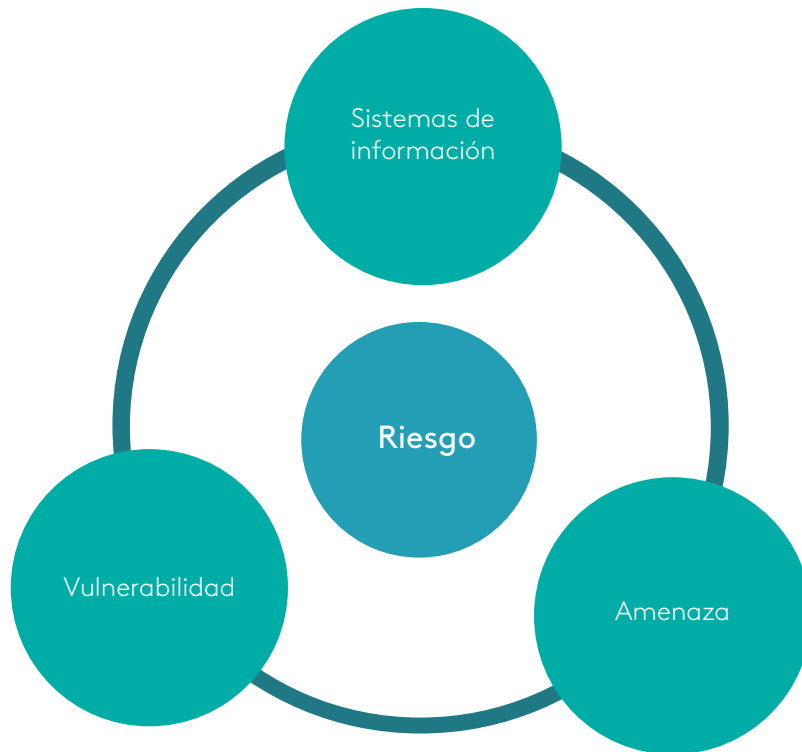 Sistemas de
información
Riesgo
Vulnerabilidad
Amenaza